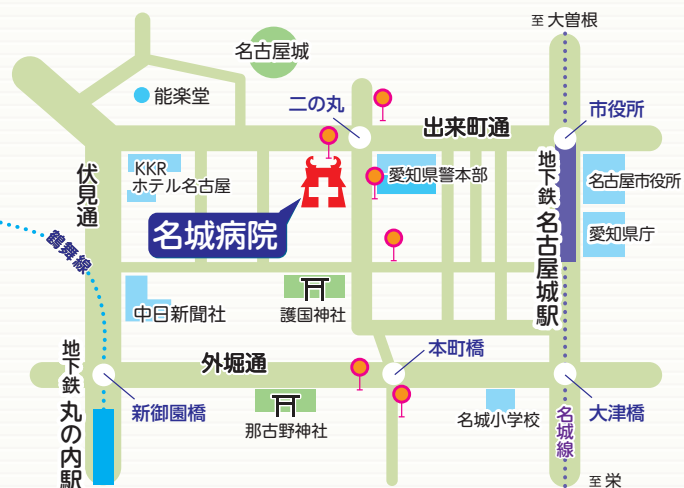 至大曽根
名古屋城
能楽堂
二の丸
市役所
出来町通
KKR
ホテル名古屋
愛知県警本部
地下鉄 名古屋城駅
名古屋市役所
伏見通
名城病院
愛知県庁
鶴舞線
中日新聞社
護国神社
地下鉄 丸の内駅
外堀通
本町橋
新御園橋
那古野神社
名城小学校
大津橋
名城線
至栄